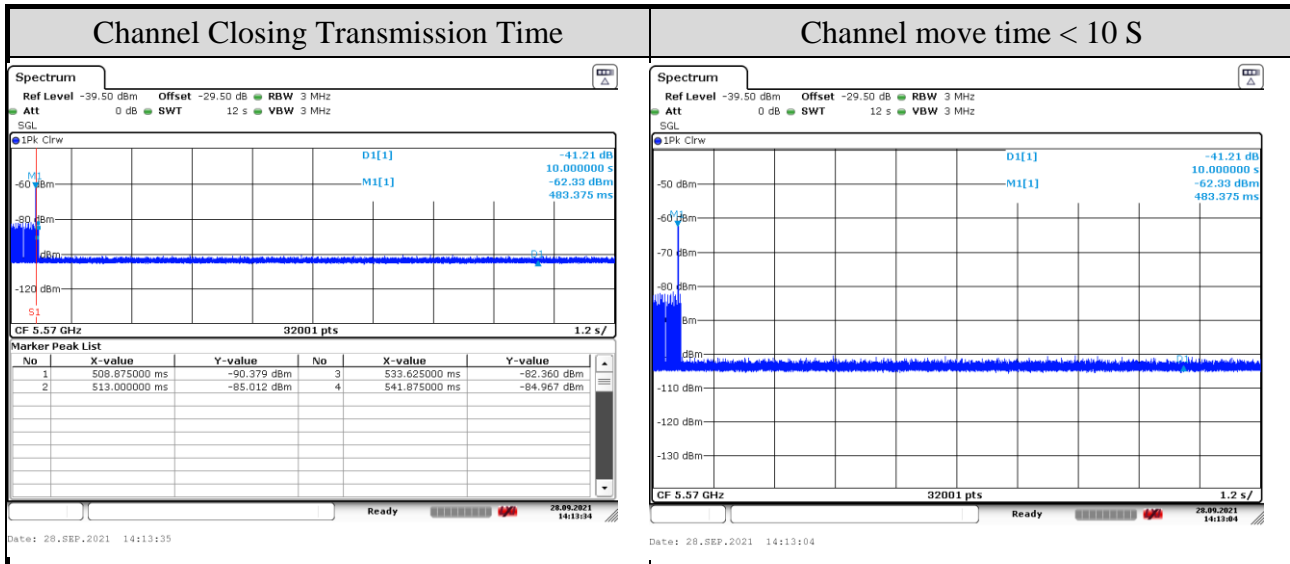 Channel Closing Transmission Time
Spectrum
Ref Level -39.50 dBm Offset -29.50 dB RBW 3 MHz
Att 0 dB SWT 12 s VBW 3 MHz
SGL
1Pk Clrw
D1[1] -41.21 dB
10.000000 s
M1[1] -62.33 dBm
483.375 ms
M1
-60 dBm
-80 dBm
dBm
D1
-120 dBm
S1
CF 5.57 GHz 32001 pts 1.2 s/
Marker Peak List
No X-value Y-value No X-value Y-value
1 508.875000 ms -90.379 dBm 3 533.625000 ms -82.360 dBm
2 513.000000 ms -85.012 dBm 4 541.875000 ms -84.967 dBm
Ready 28.09.2021
14:13:34
Date: 28.SEP.2021 14:13:35
Channel move time < 10 S
Spectrum
Ref Level -39.50 dBm Offset -29.50 dB RBW 3 MHz
Att 0 dB SWT 12 s VBW 3 MHz
SGL
1Pk Clrw
D1[1] -41.21 dB
10.000000 s
-50 dBm M1[1] -62.33 dBm
483.375 ms
M1
-60 dBm
-70 dBm
-80 dBm
Bm
dBm
D1
-110 dBm
-120 dBm
-130 dBm
CF 5.57 GHz 32001 pts 1.2 s/
Ready 28.09.2021
14:13:04
Date: 28.SEP.2021 14:13:04